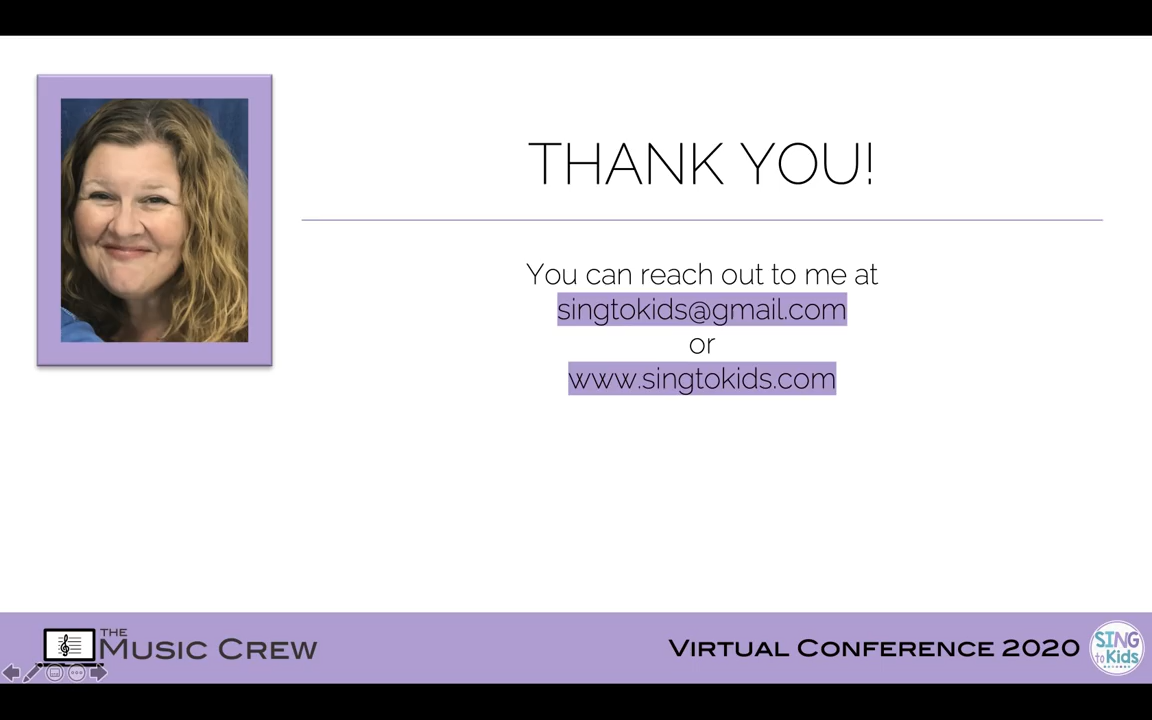 THANK YOU!
You can reach out to me at
singtokids@gmail.com
or
www.singtokids.com
THE
MUSIC CREW
VIRTUAL CONFERENCE 2020
SING
to Kids